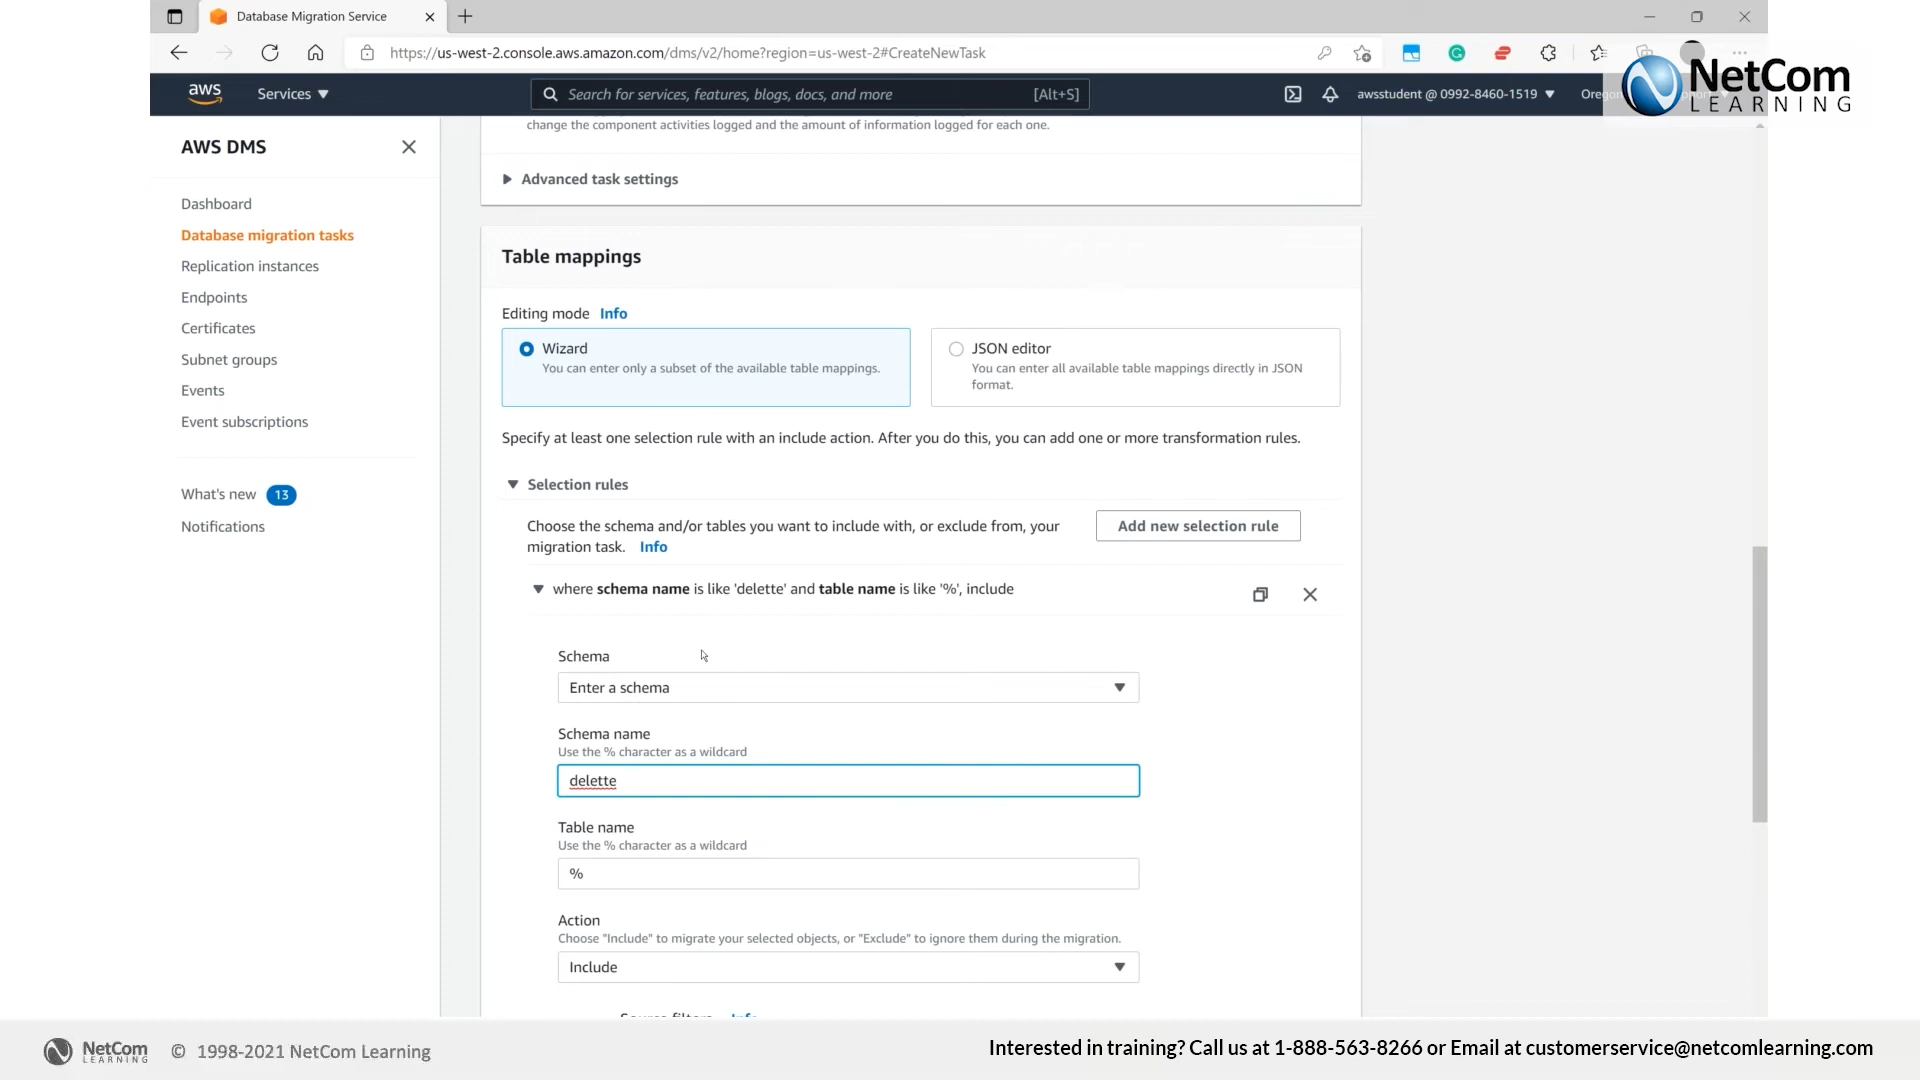 Database Migration Service
https://us-west-2.console.aws.amazon.com/dms/v2/home?region=us-west-2#CreateNewTask
aws
Services
Search for services, features, blogs, docs, and more
[Alt+S]
awsstudent @ 0992-8460-1519
Orego
NetCom
LEARNING
AWS DMS
Dashboard
Database migration tasks
Replication instances
Endpoints
Certificates
Subnet groups
Events
Event subscriptions
What's new 13
Notifications
change the component activities logged and the amount of information logged for each one.
Advanced task settings
Table mappings
Editing mode Info
Wizard
You can enter only a subset of the available table mappings.
JSON editor
You can enter all available table mappings directly in JSON
format.
Specify at least one selection rule with an include action. After you do this, you can add one or more transformation rules.
Selection rules
Choose the schema and/or tables you want to include with, or exclude from, your
migration task. Info
Add new selection rule
where schema name is like 'delette' and table name is like '%', include
Schema
Enter a schema
Schema name
Use the % character as a wildcard
delette
Table name
Use the % character as a wildcard
%
Action
Choose "Include" to migrate your selected objects, or "Exclude" to ignore them during the migration.
Include
Source filters Info
NetCom
LEARNING
© 1998-2021 NetCom Learning
Interested in training? Call us at 1-888-563-8266 or Email at customerservice@netcomlearning.com